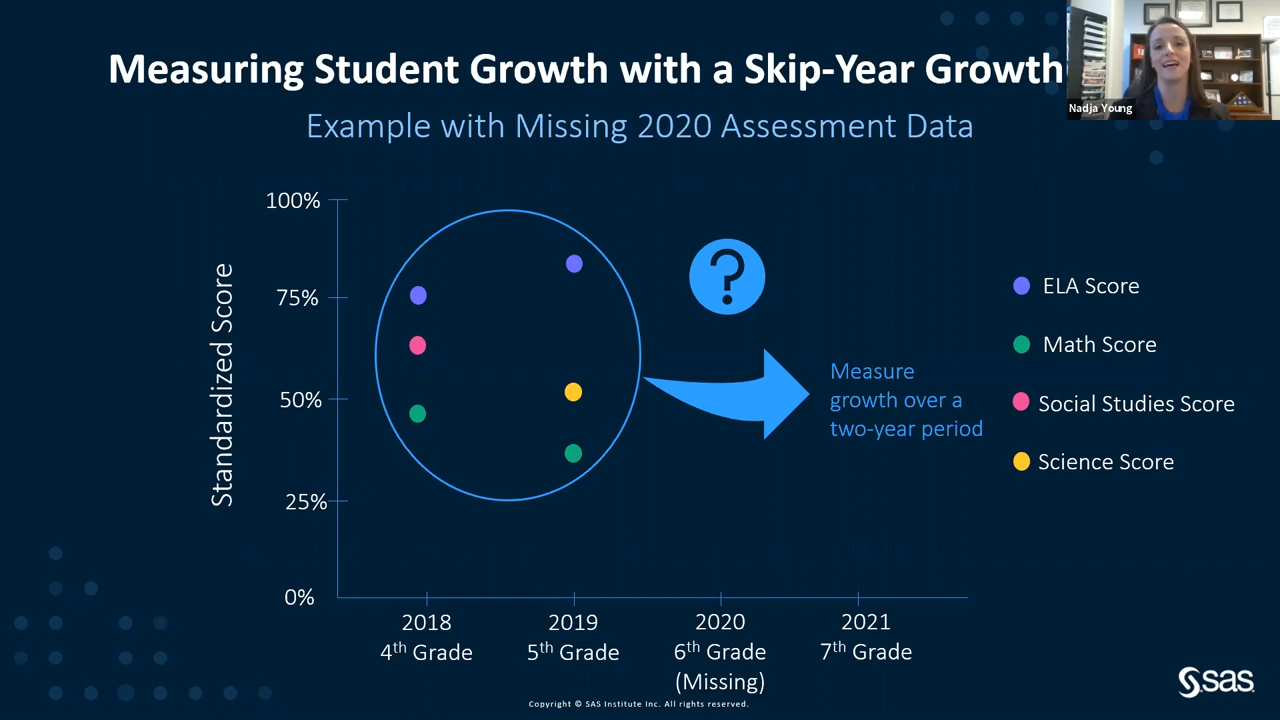 Measuring Student Growth with a Skip-Year Growth
Nadja Young
Example with Missing 2020 Assessment Data
Standardized Score
100%
75%
50%
25%
0%
?
Measure
growth over a
two-year period
ELA Score
Math Score
Social Studies Score
Science Score
2018
4th Grade
2019
5th Grade
2020
6th Grade
(Missing)
2021
7th Grade
Copyright © SAS Institute Inc. All rights reserved.
sas